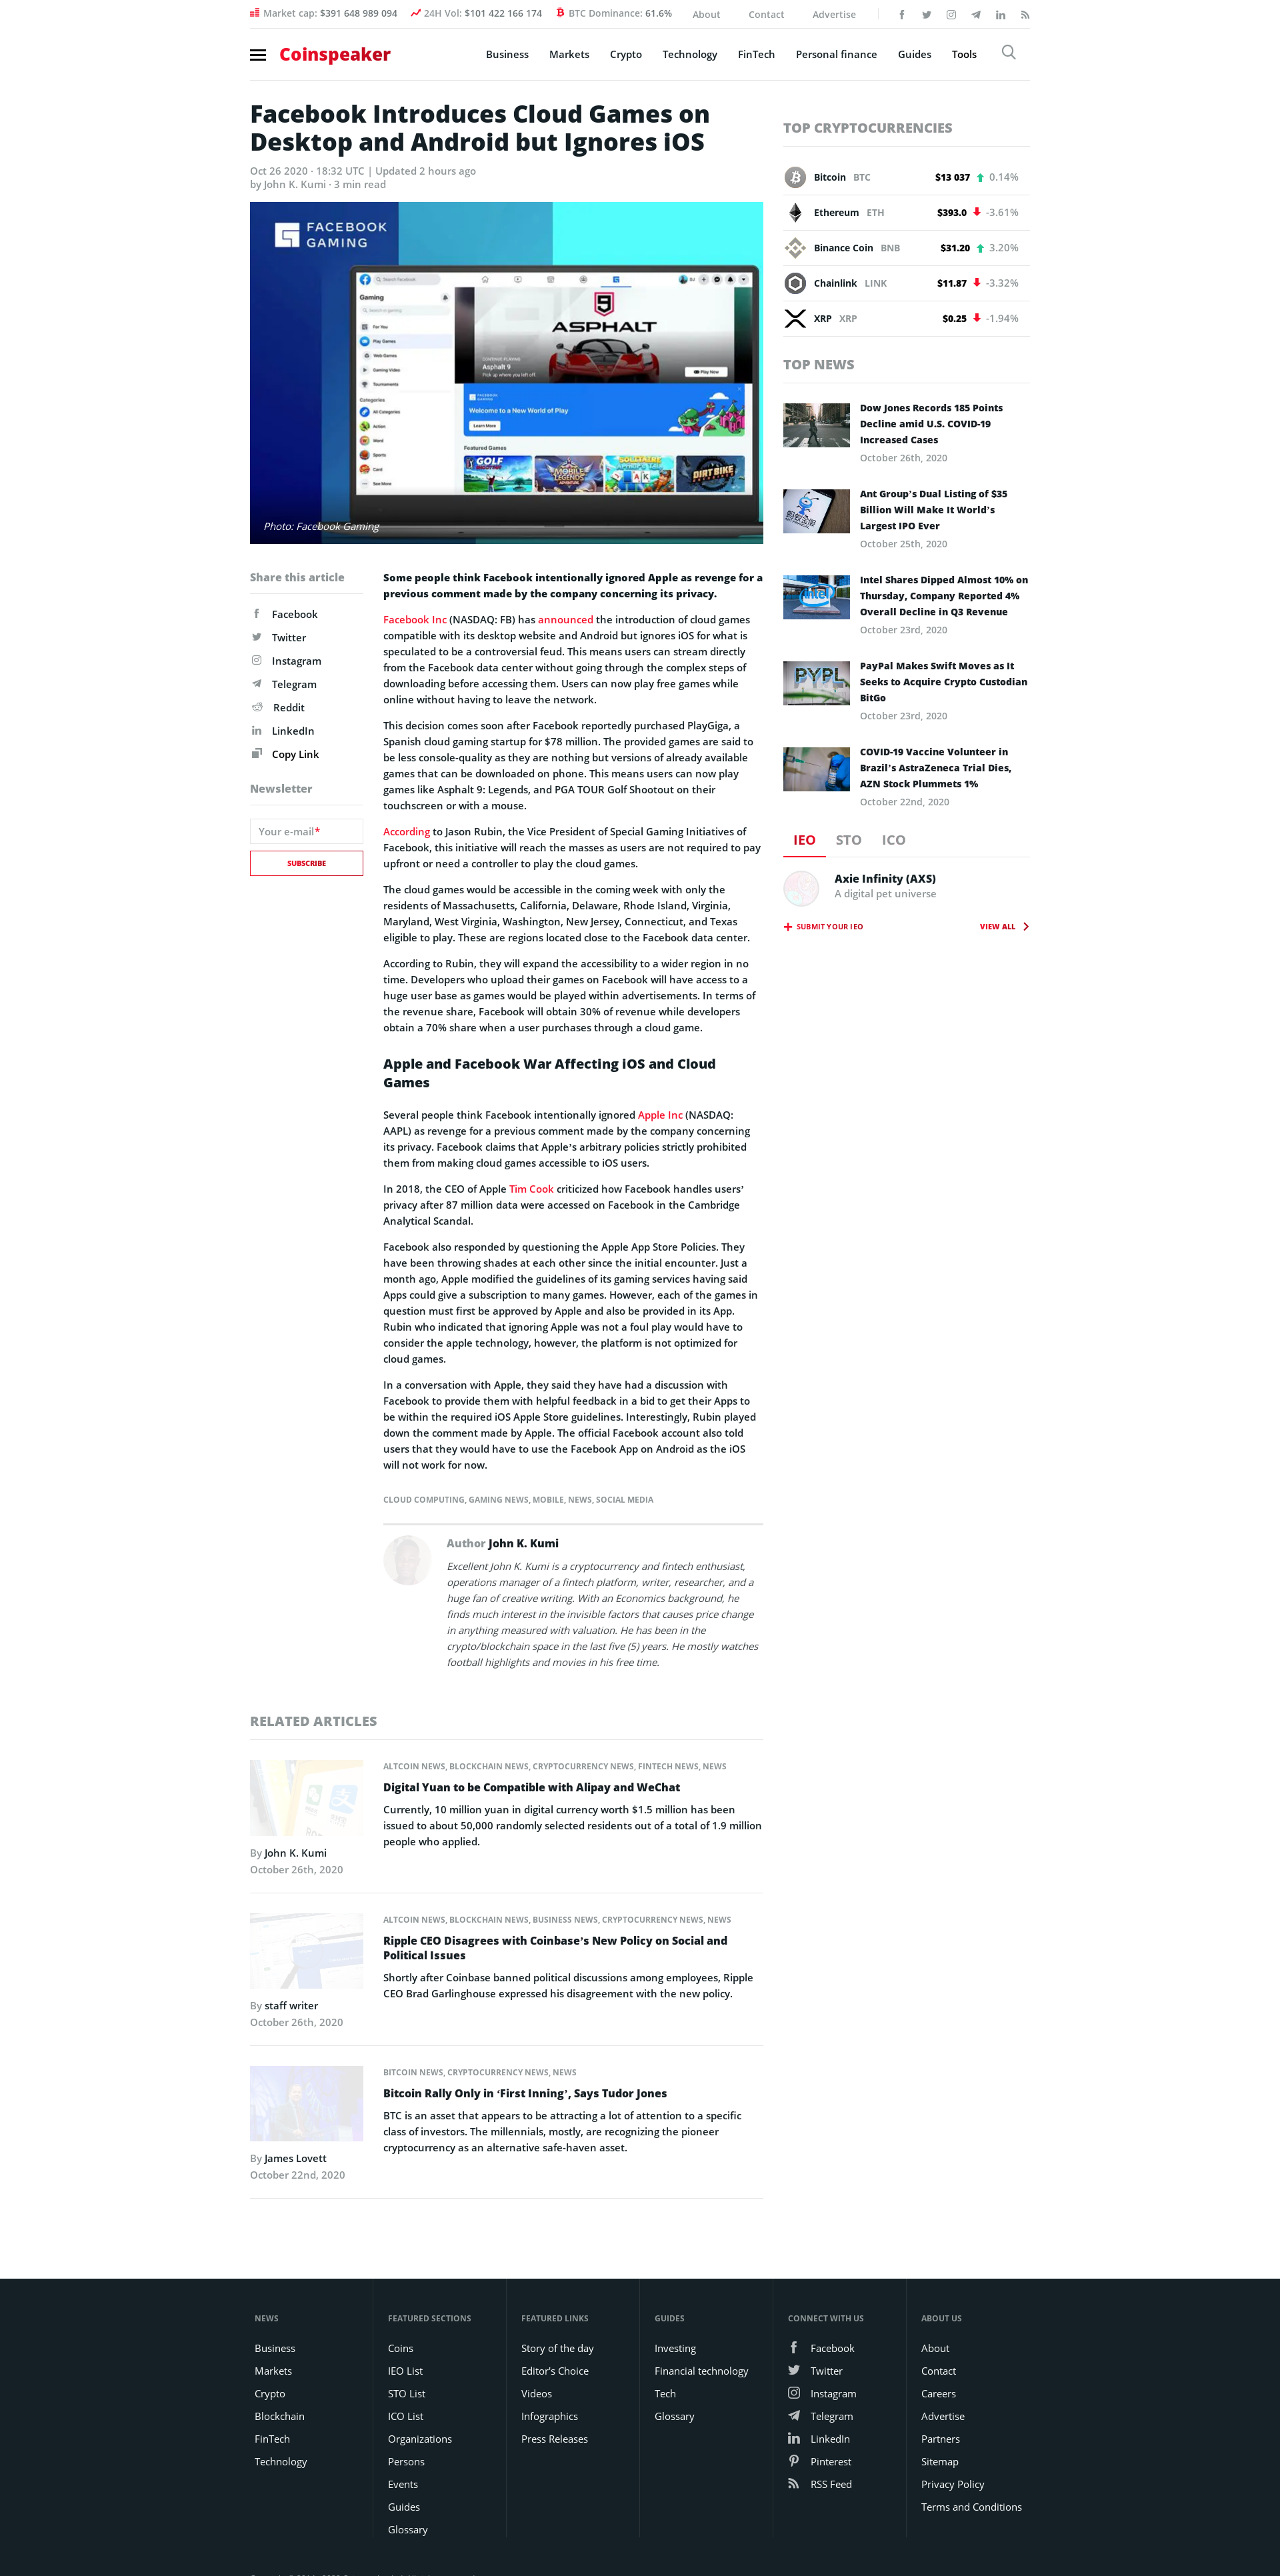 Market cap: $391 648 989 094 24H Vol: $101 422 166 174 BTC Dominance: 61.6% About Contact Advertise
Coinspeaker Business Markets Crypto Technology FinTech Personal finance Guides Tools
Facebook Introduces Cloud Games on
Desktop and Android but Ignores iOS
Oct 26 2020 · 18:32 UTC | Updated 2 hours ago
by John K. Kumi · 3 min read
FACEBOOK
GAMING
Search in facebook
Gaming
For You
Play Games
Gaming Video
Tournaments
Categories
All Categories
Action
Word
Sports
Card
See More
ASPHALT
CONTINUE PLAYING
Asphalt 9
Pick up where you left off.
Play Now
Welcome to a New World of Play
Learn More
Featured Games
GOLF
MOBILE LEGENDS
SOLITAIRE
DIRT BIKE
Photo: Facebook Gaming
Share this article
Facebook
Twitter
Instagram
Telegram
Reddit
LinkedIn
Copy Link
Newsletter
Your e-mail*
SUBSCRIBE
Some people think Facebook intentionally ignored Apple as revenge for a
previous comment made by the company concerning its privacy.
Facebook Inc (NASDAQ: FB) has announced the introduction of cloud games
compatible with its desktop website and Android but ignores iOS for what is
speculated to be a controversial feud. This means users can stream directly
from the Facebook data center without going through the complex steps of
downloading before accessing them. Users can now play free games while
online without having to leave the network.
This decision comes soon after Facebook reportedly purchased PlayGiga, a
Spanish cloud gaming startup for $78 million. The provided games are said to
be less console-quality as they are nothing but versions of already available
games that can be downloaded on phone. This means users can now play
games like Asphalt 9: Legends, and PGA TOUR Golf Shootout on their
touchscreen or with a mouse.
According to Jason Rubin, the Vice President of Special Gaming Initiatives of
Facebook, this initiative will reach the masses as users are not required to pay
upfront or need a controller to play the cloud games.
The cloud games would be accessible in the coming week with only the
residents of Massachusetts, California, Delaware, Rhode Island, Virginia,
Maryland, West Virginia, Washington, New Jersey, Connecticut, and Texas
eligible to play. These are regions located close to the Facebook data center.
According to Rubin, they will expand the accessibility to a wider region in no
time. Developers who upload their games on Facebook will have access to a
huge user base as games would be played within advertisements. In terms of
the revenue share, Facebook will obtain 30% of revenue while developers
obtain a 70% share when a user purchases through a cloud game.
Apple and Facebook War Affecting iOS and Cloud
Games
Several people think Facebook intentionally ignored Apple Inc (NASDAQ:
AAPL) as revenge for a previous comment made by the company concerning
its privacy. Facebook claims that Apple's arbitrary policies strictly prohibited
them from making cloud games accessible to iOS users.
In 2018, the CEO of Apple Tim Cook criticized how Facebook handles users'
privacy after 87 million data were accessed on Facebook in the Cambridge
Analytical Scandal.
Facebook also responded by questioning the Apple App Store Policies. They
have been throwing shades at each other since the initial encounter. Just a
month ago, Apple modified the guidelines of its gaming services having said
Apps could give a subscription to many games. However, each of the games in
question must first be approved by Apple and also be provided in its App.
Rubin who indicated that ignoring Apple was not a foul play would have to
consider the apple technology, however, the platform is not optimized for
cloud games.
In a conversation with Apple, they said they have had a discussion with
Facebook to provide them with helpful feedback in a bid to get their Apps to
be within the required iOS Apple Store guidelines. Interestingly, Rubin played
down the comment made by Apple. The official Facebook account also told
users that they would have to use the Facebook App on Android as the iOS
will not work for now.
CLOUD COMPUTING, GAMING NEWS, MOBILE, NEWS, SOCIAL MEDIA
Author John K. Kumi
Excellent John K. Kumi is a cryptocurrency and fintech enthusiast,
operations manager of a fintech platform, writer, researcher, and a
huge fan of creative writing. With an Economics background, he
finds much interest in the invisible factors that causes price change
in anything measured with valuation. He has been in the
crypto/blockchain space in the last five (5) years. He mostly watches
football highlights and movies in his free time.
TOP CRYPTOCURRENCIES
Bitcoin BTC $13 037 0.14%
Ethereum ETH $393.0 -3.61%
Binance Coin BNB $31.20 3.20%
Chainlink LINK $11.87 -3.32%
XRP XRP $0.25 -1.94%
TOP NEWS
Dow Jones Records 185 Points
Decline amid U.S. COVID-19
Increased Cases
October 26th, 2020
Ant Group's Dual Listing of $35
Billion Will Make It World's
Largest IPO Ever
October 25th, 2020
Intel Shares Dipped Almost 10% on
Thursday, Company Reported 4%
Overall Decline in Q3 Revenue
October 23rd, 2020
PayPal Makes Swift Moves as It
Seeks to Acquire Crypto Custodian
BitGo
October 23rd, 2020
COVID-19 Vaccine Volunteer in
Brazil's AstraZeneca Trial Dies,
AZN Stock Plummets 1%
October 22nd, 2020
IEO STO ICO
Axie Infinity (AXS)
A digital pet universe
SUBMIT YOUR IEO VIEW ALL
RELATED ARTICLES
ALTCOIN NEWS, BLOCKCHAIN NEWS, CRYPTOCURRENCY NEWS, FINTECH NEWS, NEWS
Digital Yuan to be Compatible with Alipay and WeChat
Currently, 10 million yuan in digital currency worth $1.5 million has been
issued to about 50,000 randomly selected residents out of a total of 1.9 million
people who applied.
By John K. Kumi
October 26th, 2020
ALTCOIN NEWS, BLOCKCHAIN NEWS, BUSINESS NEWS, CRYPTOCURRENCY NEWS, NEWS
Ripple CEO Disagrees with Coinbase's New Policy on Social and
Political Issues
Shortly after Coinbase banned political discussions among employees, Ripple
CEO Brad Garlinghouse expressed his disagreement with the new policy.
By staff writer
October 26th, 2020
BITCOIN NEWS, CRYPTOCURRENCY NEWS, NEWS
Bitcoin Rally Only in 'First Inning', Says Tudor Jones
BTC is an asset that appears to be attracting a lot of attention to a specific
class of investors. The millennials, mostly, are recognizing the pioneer
cryptocurrency as an alternative safe-haven asset.
By James Lovett
October 22nd, 2020
NEWS
Business
Markets
Crypto
Blockchain
FinTech
Technology
FEATURED SECTIONS
Coins
IEO List
STO List
ICO List
Organizations
Persons
Events
Guides
Glossary
FEATURED LINKS
Story of the day
Editor's Choice
Videos
Infographics
Press Releases
GUIDES
Investing
Financial technology
Tech
Glossary
CONNECT WITH US
Facebook
Twitter
Instagram
Telegram
LinkedIn
Pinterest
RSS Feed
ABOUT US
About
Contact
Careers
Advertise
Partners
Sitemap
Privacy Policy
Terms and Conditions